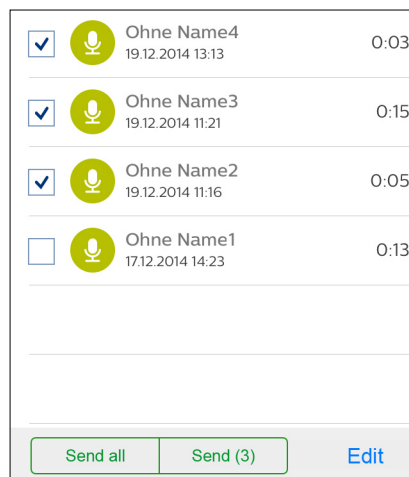 Ohne Name4
19.12.2014 13:13
0:03
Ohne Name3
19.12.2014 11:21
0:15
Ohne Name2
19.12.2014 11:16
0:05
Ohne Name1
17.12.2014 14:23
0:13
Send all
Send (3)
Edit